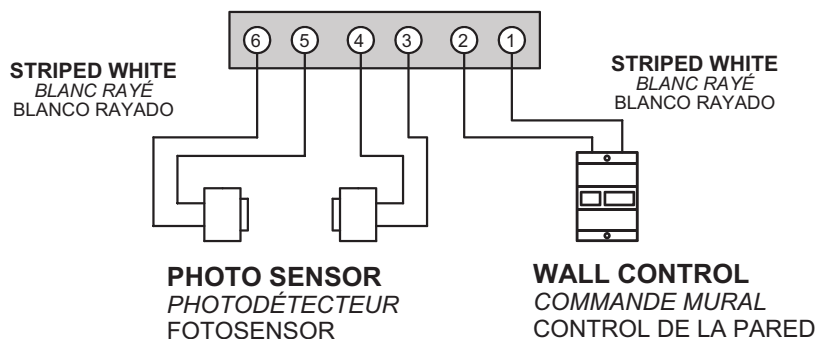 6 5 4 3 2 1
STRIPED WHITE
BLANC RAYÉ
BLANCO RAYADO
STRIPED WHITE
BLANC RAYÉ
BLANCO RAYADO
PHOTO SENSOR
PHOTODÉTECTEUR
FOTOSENSOR
WALL CONTROL
COMMANDE MURAL
CONTROL DE LA PARED